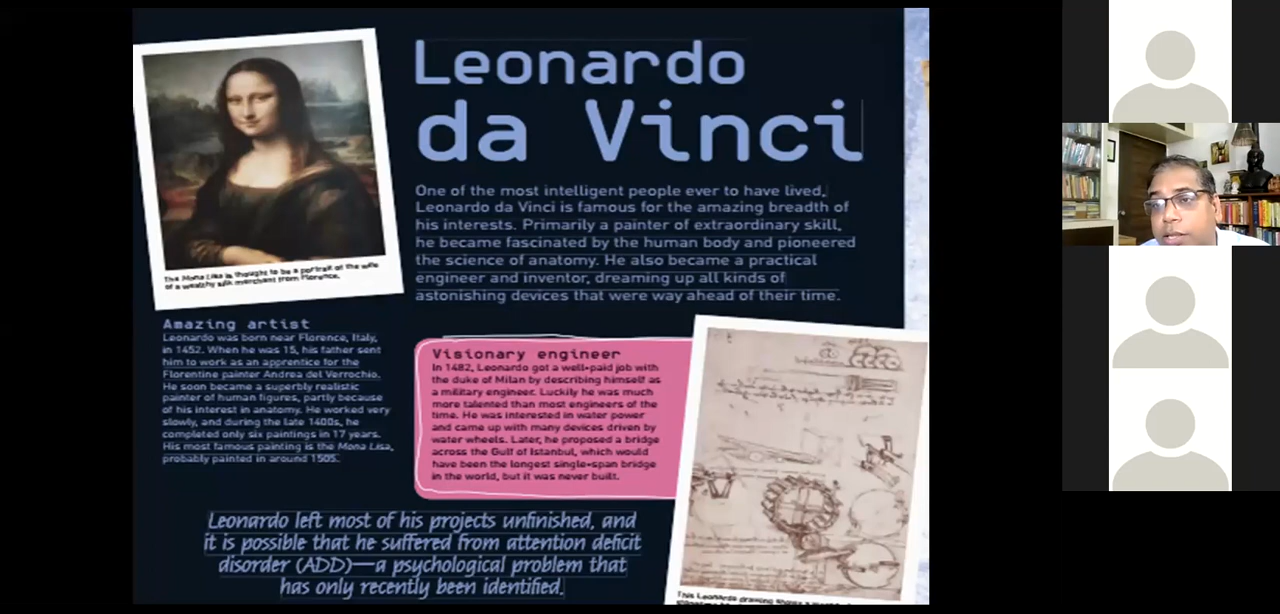 Leonardo
da Vinci
One of the most intelligent people ever to have lived,
Leonardo da Vinci is famous for the amazing breadth of
his interests. Primarily a painter of extraordinary skill,
he became fascinated by the human body and pioneered
the science of anatomy. He also became a practical
engineer and inventor, dreaming up all kinds of
astonishing devices that were way ahead of their time.
The Mona Lisa is thought to be a portrait of the wife
of a wealthy silk merchant from Florence.
Amazing artist
Leonardo was born near Florence, Italy,
in 1452. When he was 15, his father sent
him to work as an apprentice for the
Florentine painter Andrea del Verrochio.
He soon became a superbly realistic
painter of human figures, partly because
of his interest in anatomy. He worked very
slowly, and during the late 1400s, he
completed only six paintings in 17 years.
His most famous painting is the Mona Lisa,
probably painted in around 1505.
Visionary engineer
In 1482, Leonardo got a well-paid job with
the duke of Milan by describing himself as
a military engineer. Luckily he was much
more talented than most engineers of the
time. He was interested in water power
and came up with many devices driven by
water wheels. Later, he proposed a bridge
across the Gulf of Istanbul, which would
have been the longest single-span bridge
in the world, but it was never built.
Leonardo left most of his projects unfinished, and
it is possible that he suffered from attention deficit
disorder (ADD)—a psychological problem that
has only recently been identified.
This Leonardo drawing shows a